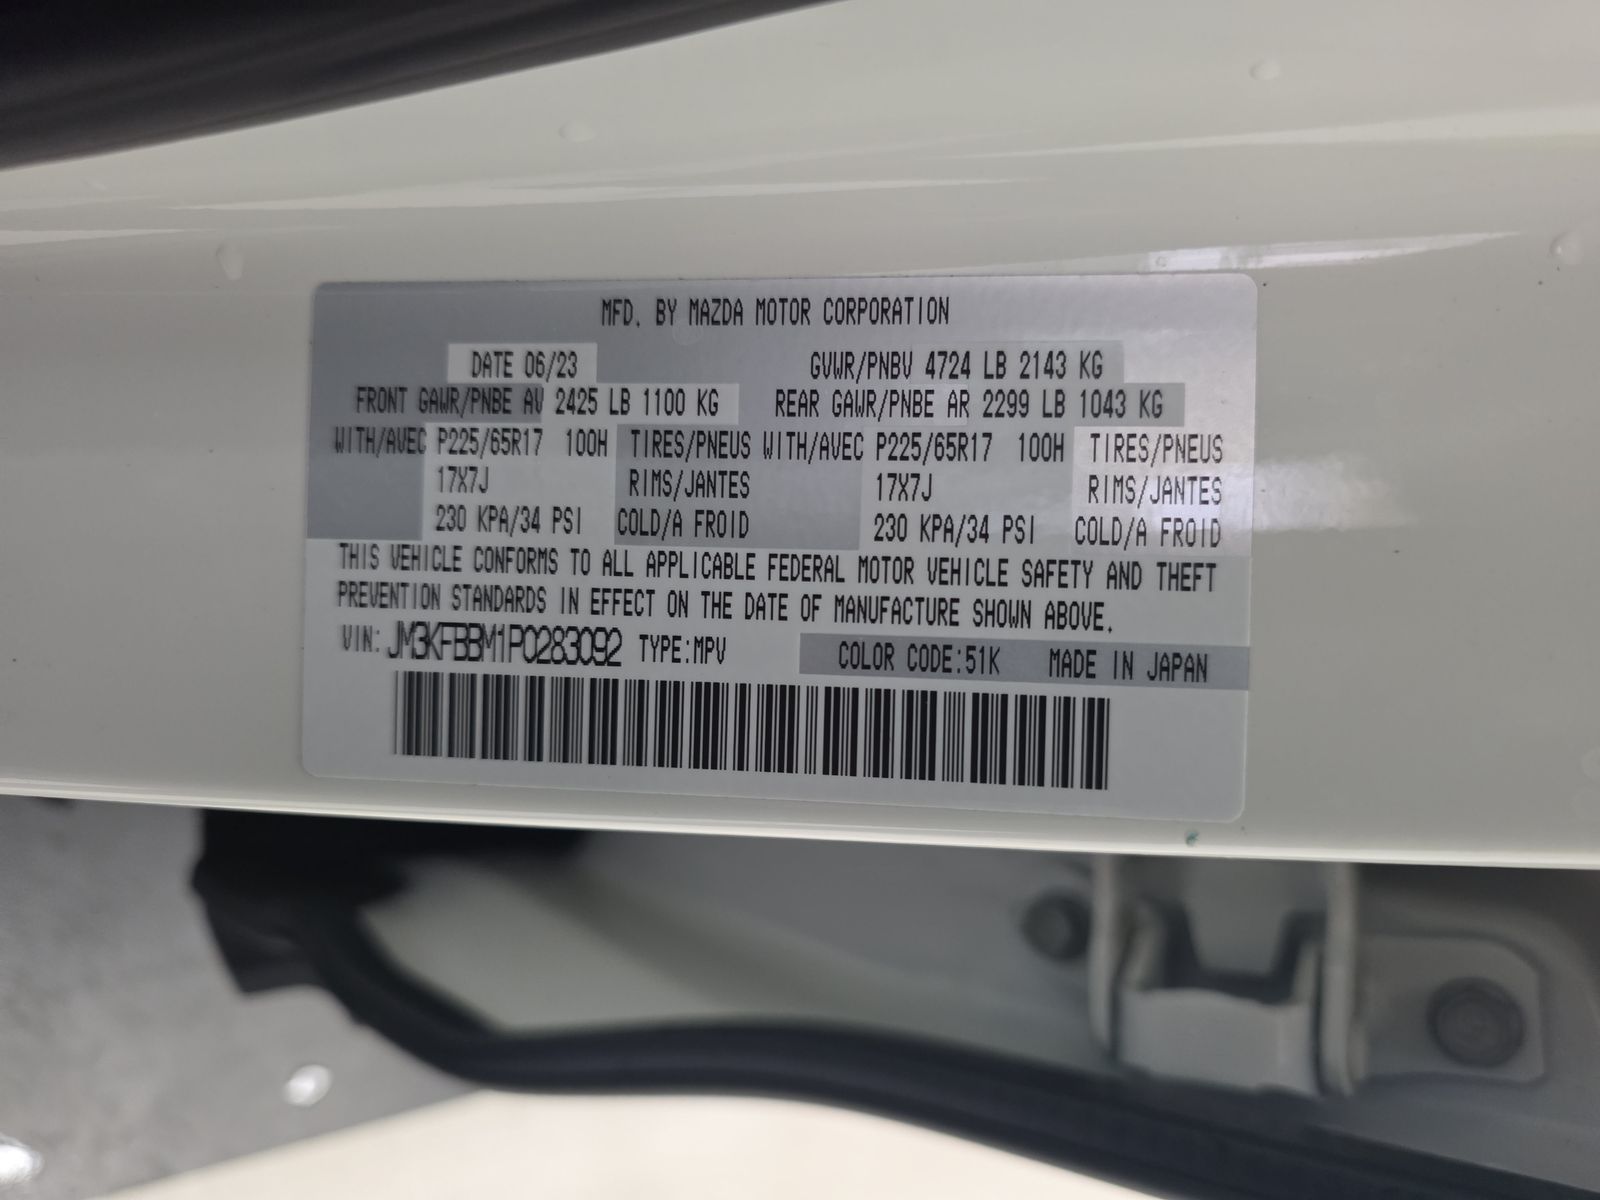 MFD. BY MAZDA MOTOR CORPORATION
DATE 06/23 GVWR/PNBV 4724 LB 2143 KG
FRONT GAWR/PNBE AV 2425 LB 1100 KG REAR GAWR/PNBE AR 2299 LB 1043 KG
WITH/AVEC P225/65R17 100H TIRES/PNEUS WITH/AVEC P225/65R17 100H TIRES/PNEUS
17X7J RIMS/JANTES 17X7J RIMS/JANTES
230 KPA/34 PSI COLD/A FROID 230 KPA/34 PSI COLD/A FROID
THIS VEHICLE CONFORMS TO ALL APPLICABLE FEDERAL MOTOR VEHICLE SAFETY AND THEFT
PREVENTION STANDARDS IN EFFECT ON THE DATE OF MANUFACTURE SHOWN ABOVE.
VIN: JM3KFBBM1P0283092 TYPE:MPV COLOR CODE:51K MADE IN JAPAN